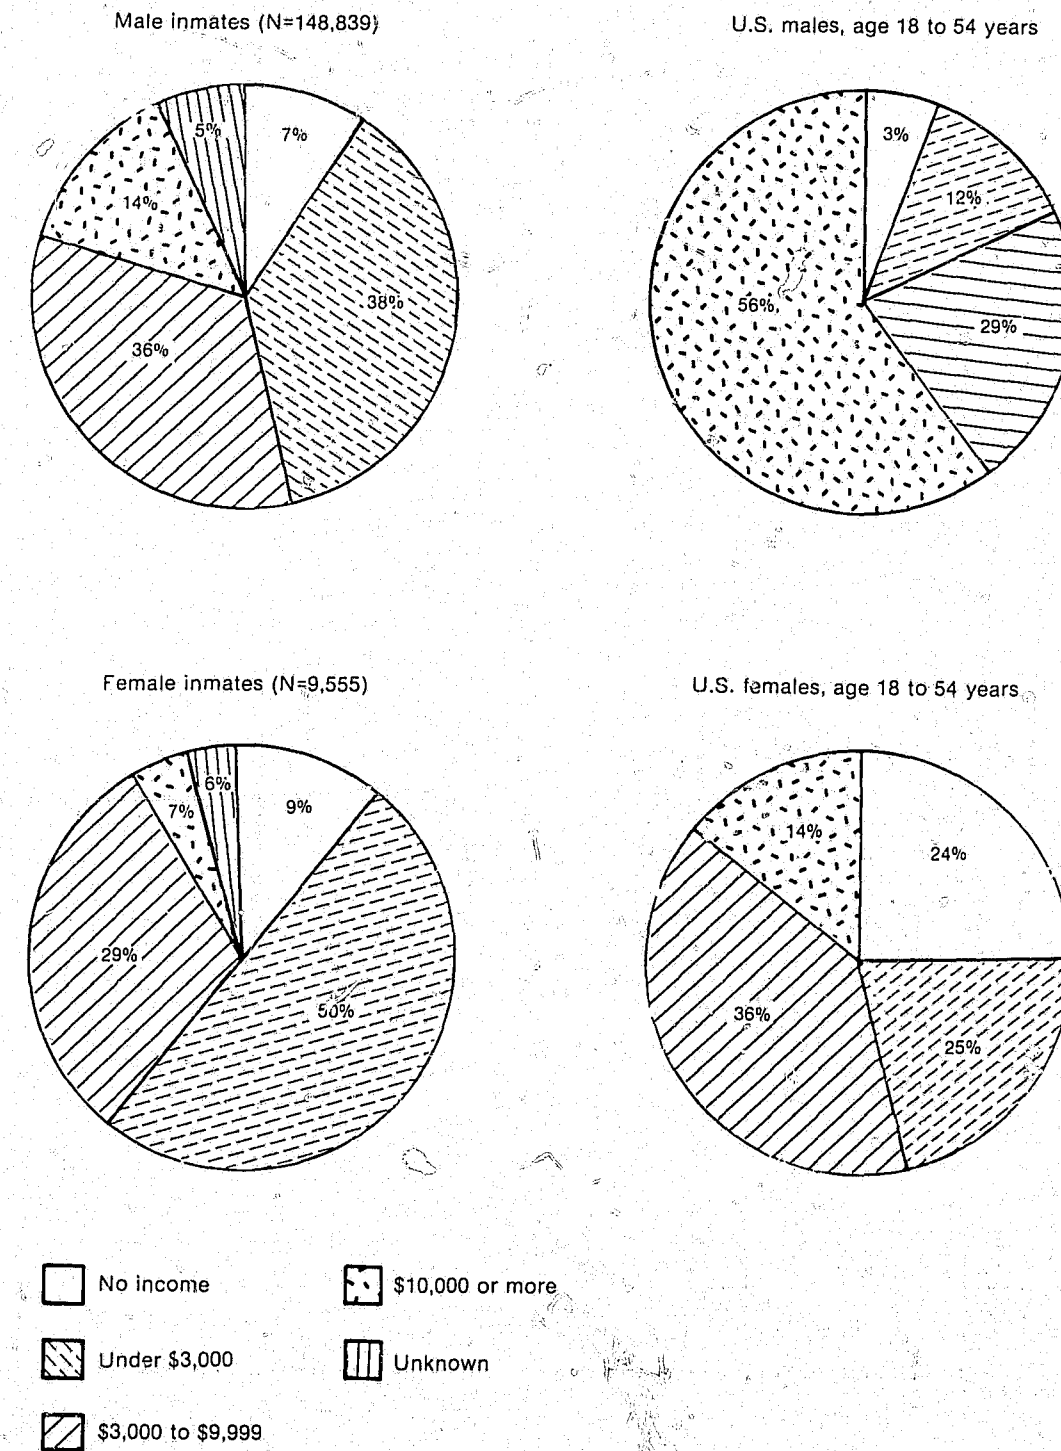 Male inmates (N=148,839)
U.S. males, age 18 to 54 years
5%
7%
14%
38%
36%
3%
12%
56%
29%
Female inmates (N=9,555)
U.S. females, age 18 to 54 years
6%
7%
9%
29%
50%
14%
24%
36%
25%
No income
$10,000 or more
Under $3,000
Unknown
$3,000 to $9,999